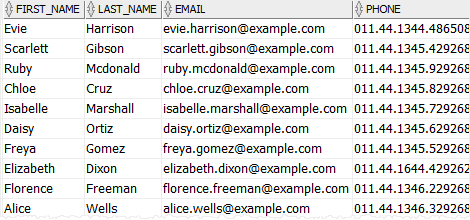 FIRST_NAME LAST_NAME EMAIL PHONE
Evie Harrison evie.harrison@example.com 011.44.1344.486508
Scarlett Gibson scarlett.gibson@example.com 011.44.1345.429268
Ruby Mcdonald ruby.mcdonald@example.com 011.44.1345.929268
Chloe Cruz chloe.cruz@example.com 011.44.1345.829268
Isabelle Marshall isabelle.marshall@example.com 011.44.1345.729268
Daisy Ortiz daisy.ortiz@example.com 011.44.1345.629268
Freya Gomez freya.gomez@example.com 011.44.1345.529268
Elizabeth Dixon elizabeth.dixon@example.com 011.44.1644.429262
Florence Freeman florence.freeman@example.com 011.44.1346.229268
Alice Wells alice.wells@example.com 011.44.1346.329268